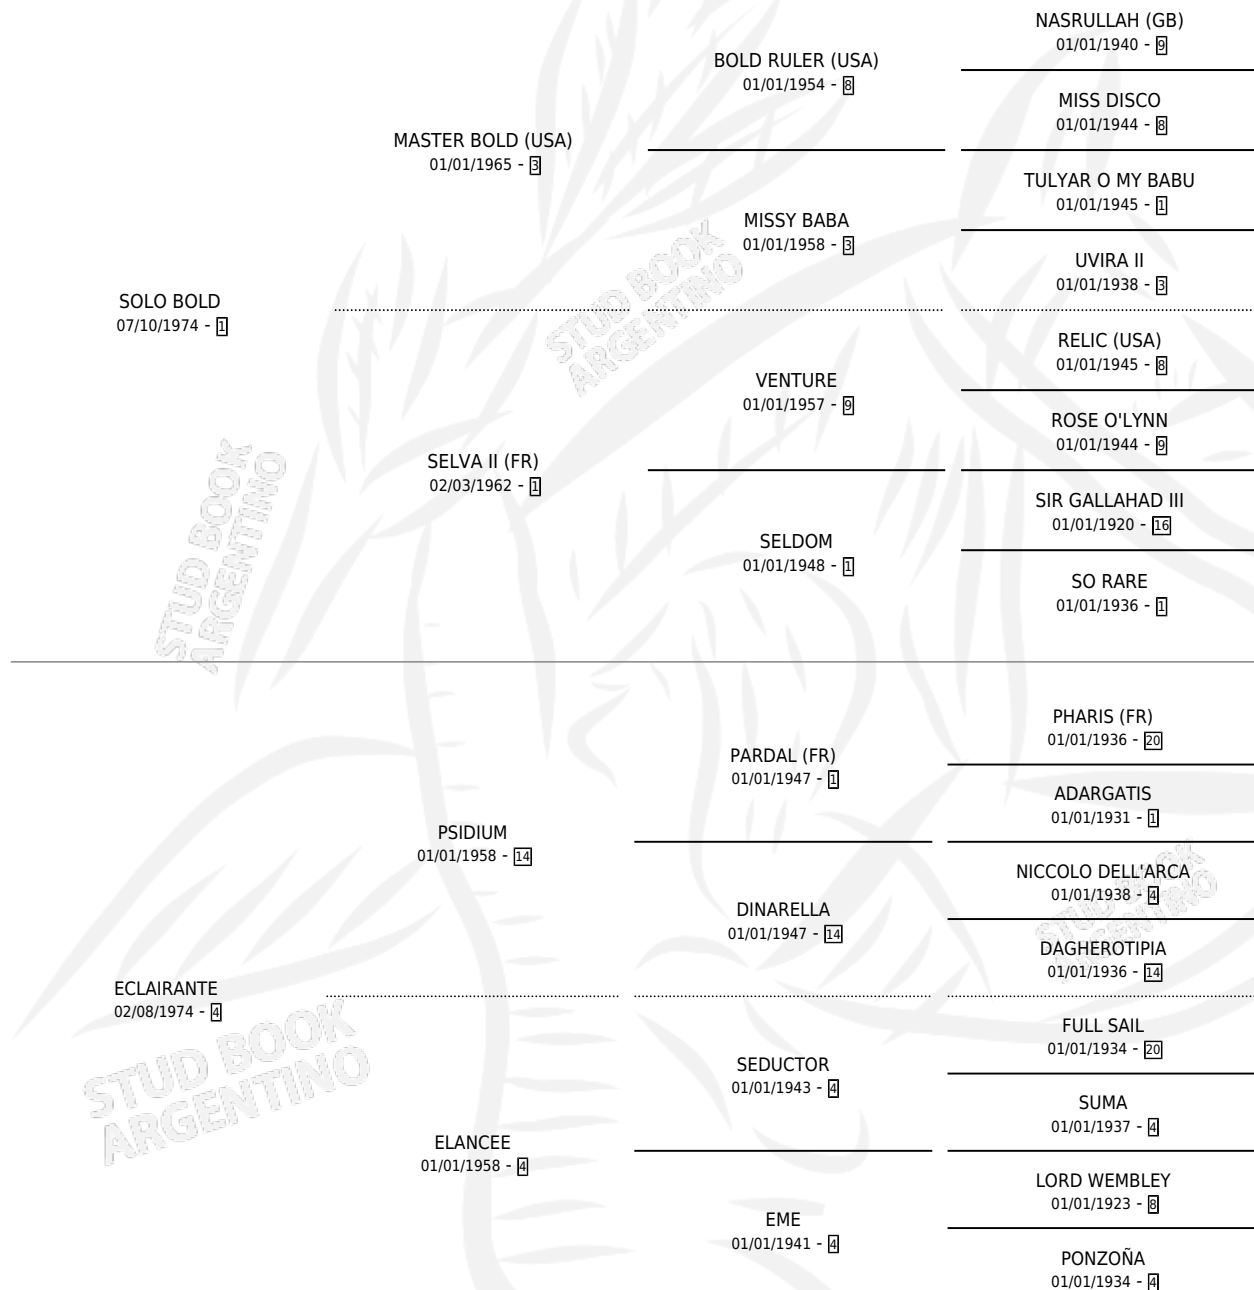 NASRULLAH (GB)
01/01/1940 - 9
BOLD RULER (USA)
01/01/1954 - 8
MISS DISCO
01/01/1944 - 8
MASTER BOLD (USA)
01/01/1965 - 3
TULYAR O MY BABU
01/01/1945 - 1
MISSY BABA
01/01/1958 - 3
UVIRA II
01/01/1938 - 3
SOLO BOLD
07/10/1974 - 1
RELIC (USA)
01/01/1945 - 8
VENTURE
01/01/1957 - 9
ROSE O'LYNN
01/01/1944 - 9
SELVA II (FR)
02/03/1962 - 1
SIR GALLAHAD III
01/01/1920 - 16
SELDOM
01/01/1948 - 1
SO RARE
01/01/1936 - 1
PHARIS (FR)
01/01/1936 - 20
PARDAL (FR)
01/01/1947 - 1
ADARGATIS
01/01/1931 - 1
PSIDIUM
01/01/1958 - 14
NICCOLO DELL'ARCA
01/01/1938 - 4
DINARELLA
01/01/1947 - 14
DAGHEROTIPIA
01/01/1936 - 14
ECLAIRANTE
02/08/1974 - 4
FULL SAIL
01/01/1934 - 20
SEDUCTOR
01/01/1943 - 4
SUMA
01/01/1937 - 4
ELANCEE
01/01/1958 - 4
LORD WEMBLEY
01/01/1923 - 8
EME
01/01/1941 - 4
PONZOÑA
01/01/1934 - 4
STUD BOOK
ARGENTINO
STUD BOOK
ARGENTINO
STUD BOOK
ARGENTINO
STUD BOOK
ARGENTINO